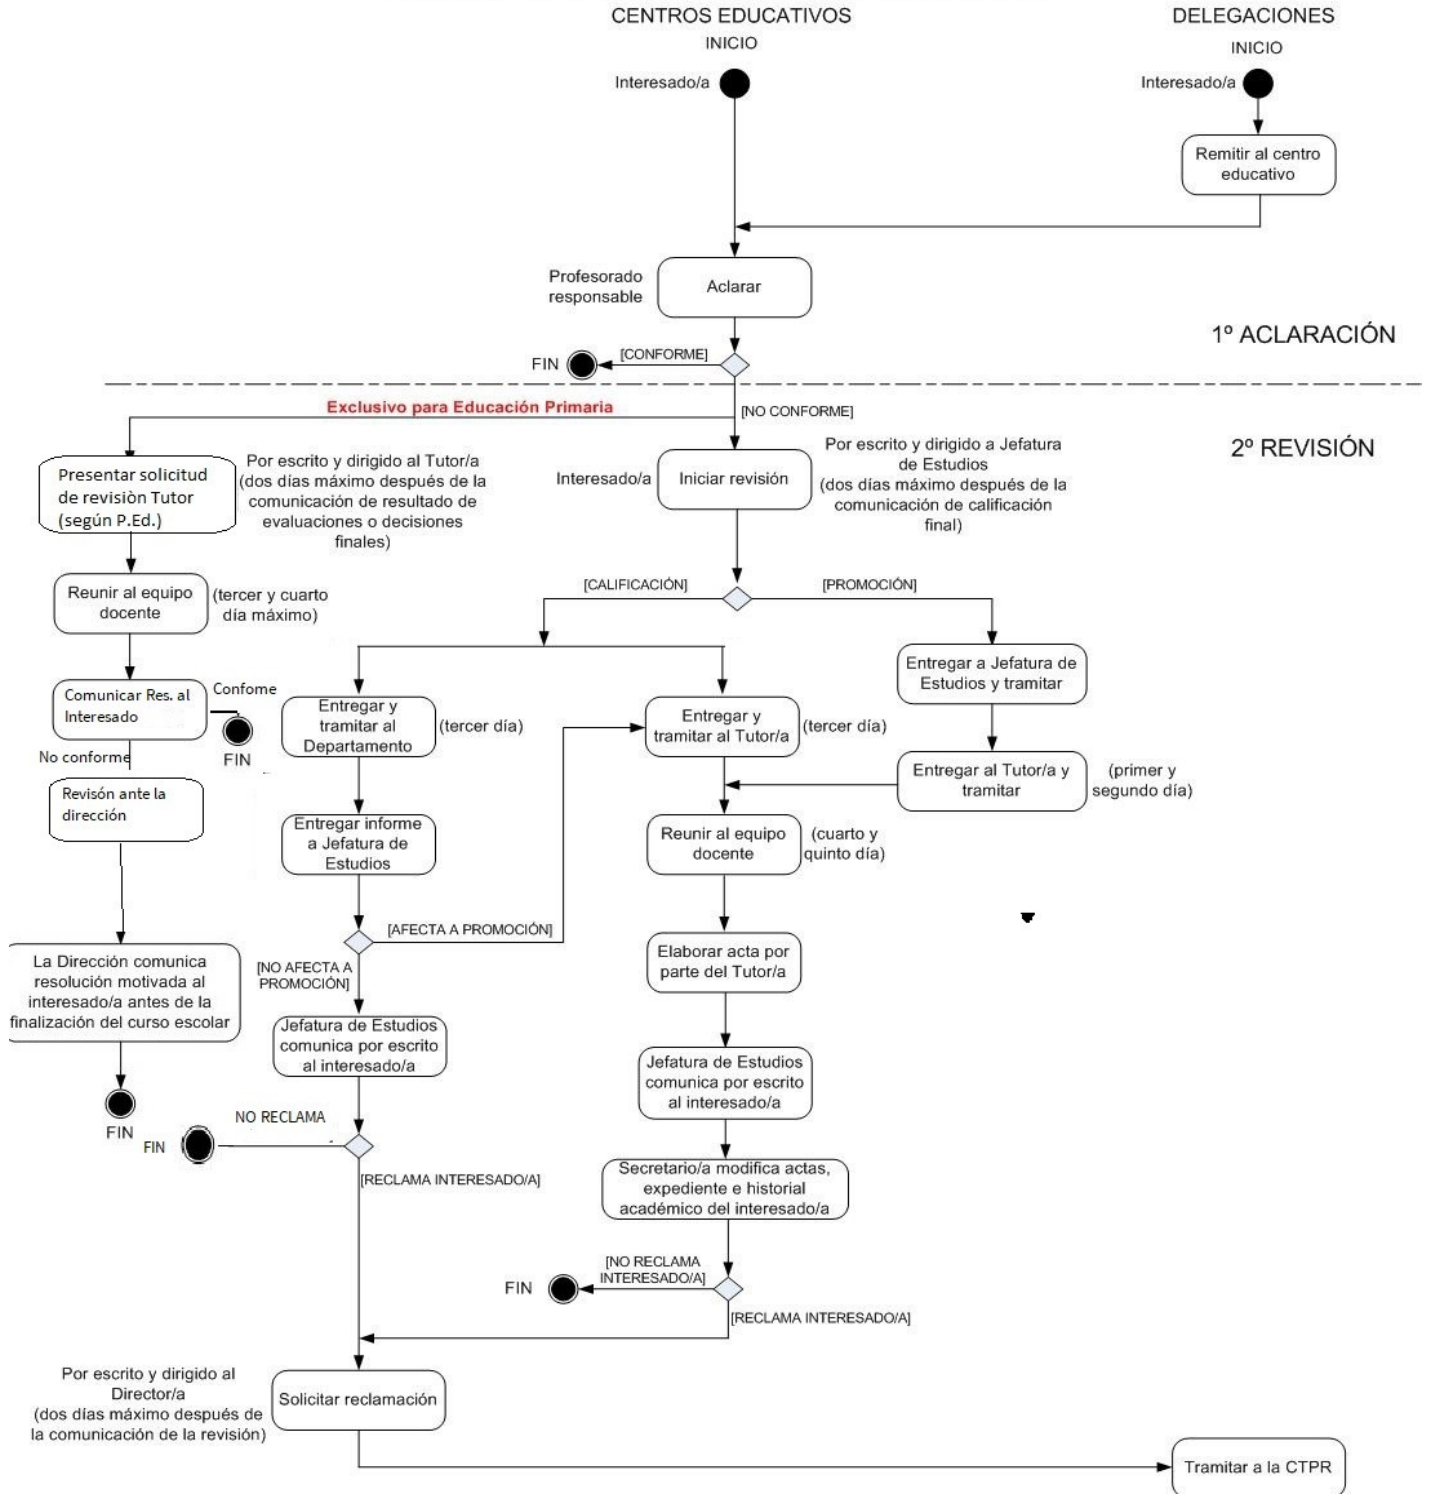 CENTROS EDUCATIVOS
INICIO
Interesado/a
DELEGACIONES
INICIO
Interesado/a
Remitir al centro
educativo
Profesorado
responsable
Aclarar
1º ACLARACIÓN
FIN
[CONFORME]
Exclusivo para Educación Primaria
[NO CONFORME]
2º REVISIÓN
Presentar solicitud
de revisiòn Tutor
(según P.Ed.)
Por escrito y dirigido al Tutor/a
(dos días máximo después de la
comunicación de resultado de
evaluaciones o decisiones
finales)
Interesado/a
Iniciar revisión
Por escrito y dirigido a Jefatura
de Estudios
(dos días máximo después de la
comunicación de calificación
final)
Reunir al equipo
docente
(tercer y cuarto
día máximo)
[CALIFICACIÓN]
[PROMOCIÓN]
Comunicar Res. al
Interesado
Confome
FIN
No conforme
Revisón ante la
dirección
Entregar y
tramitar al
Departamento
(tercer día)
Entregar y
tramitar al Tutor/a
(tercer día)
Entregar a Jefatura de
Estudios y tramitar
Entregar al Tutor/a y
tramitar
(primer y
segundo día)
Entregar informe
a Jefatura de
Estudios
Reunir al equipo
docente
(cuarto y
quinto día)
[AFECTA A PROMOCIÓN]
[NO AFECTA A
PROMOCIÓN]
Elaborar acta por
parte del Tutor/a
La Dirección comunica
resolución motivada al
interesado/a antes de la
finalización del curso escolar
FIN
Jefatura de Estudios
comunica por escrito
al interesado/a
Jefatura de Estudios
comunica por escrito
al interesado/a
FIN
NO RECLAMA
[RECLAMA INTERESADO/A]
Secretario/a modifica actas,
expediente e historial
académico del interesado/a
FIN
[NO RECLAMA
INTERESADO/A]
[RECLAMA INTERESADO/A]
Por escrito y dirigido al
Director/a
(dos días máximo después de
la comunicación de la revisión)
Solicitar reclamación
Tramitar a la CTPR